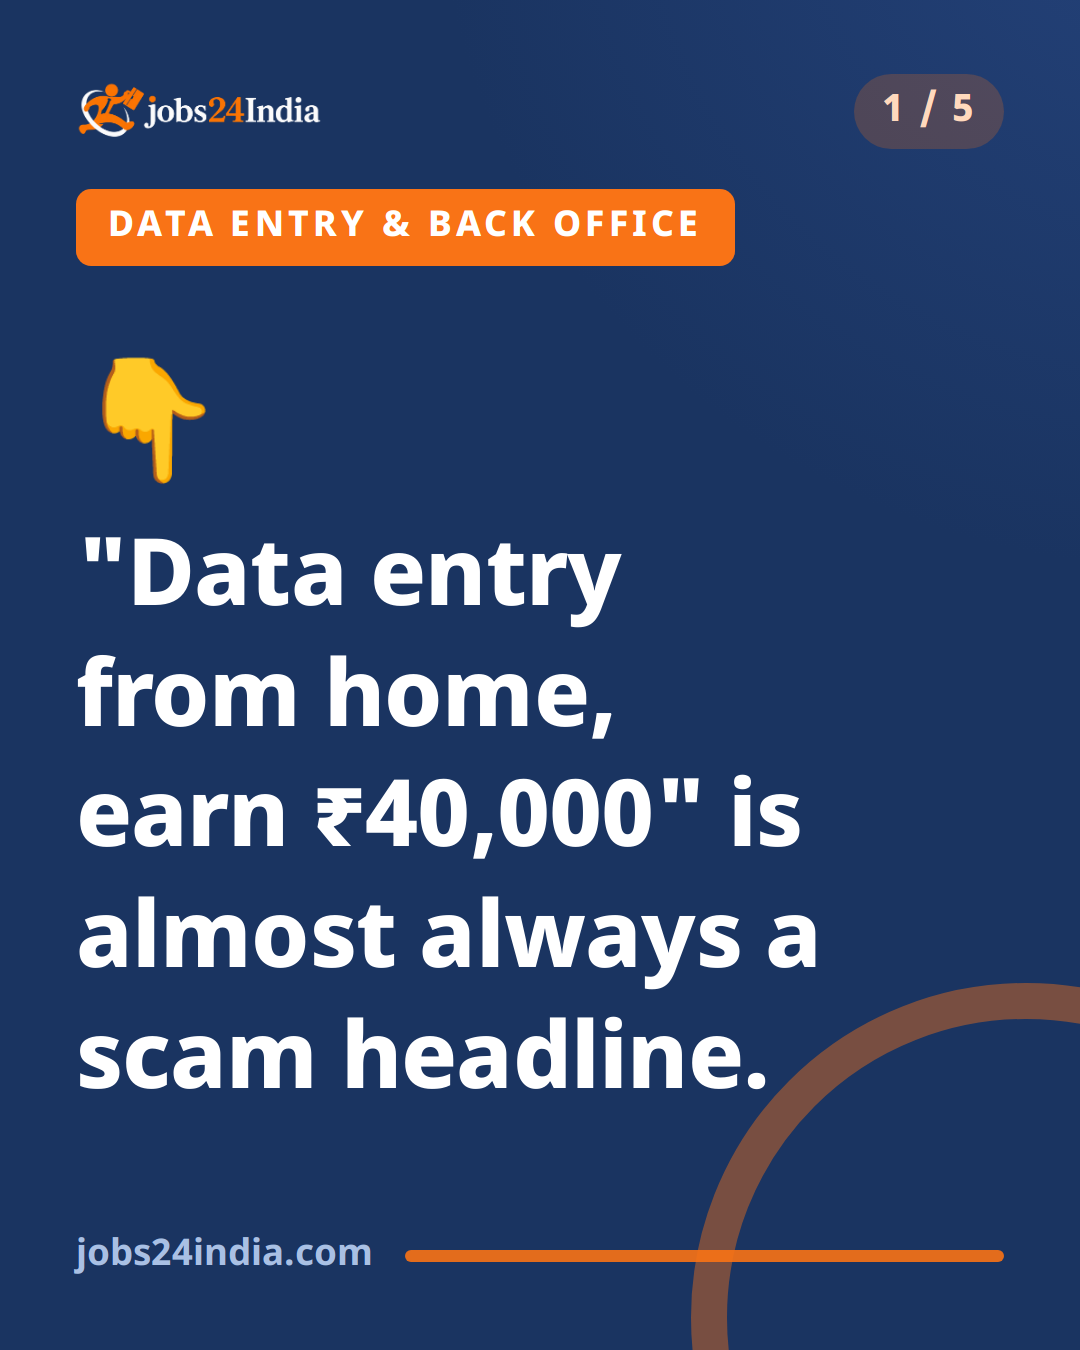 jobs24India
1 / 5
DATA ENTRY & BACK OFFICE
"Data entry
from home,
earn ₹40,000" is
almost always a
scam headline.
jobs24india.com